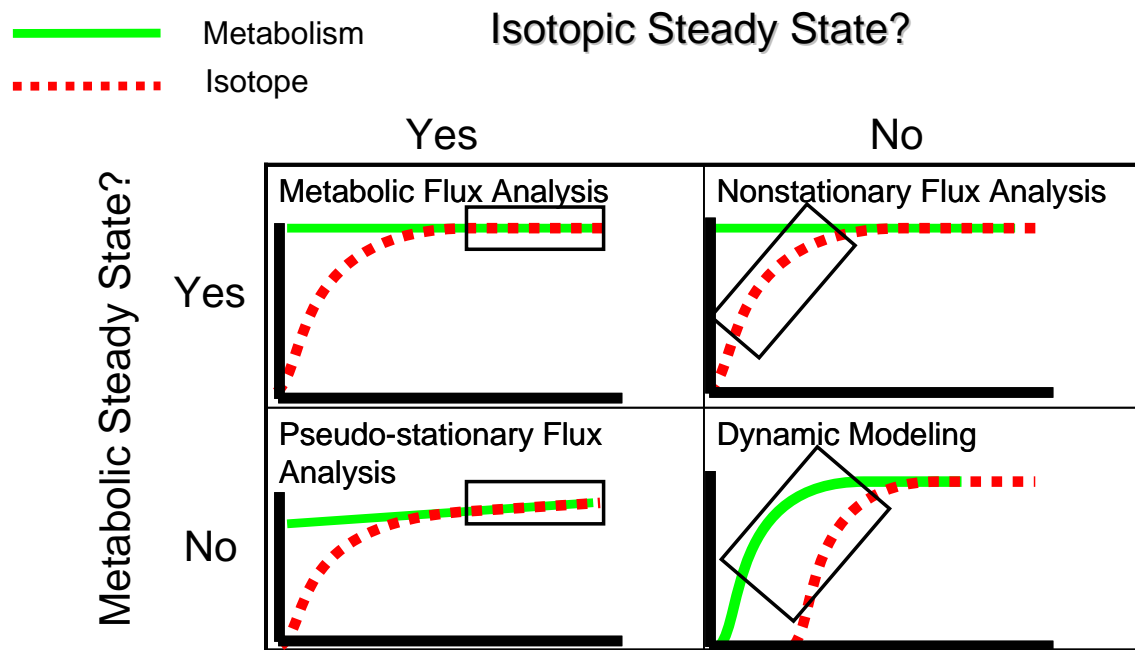 Metabolism
Isotopic Steady State?
Isotope
Yes
No
Metabolic Steady State?
Yes
Metabolic Flux Analysis
Nonstationary Flux Analysis
No
Pseudo-stationary Flux
Analysis
Dynamic Modeling